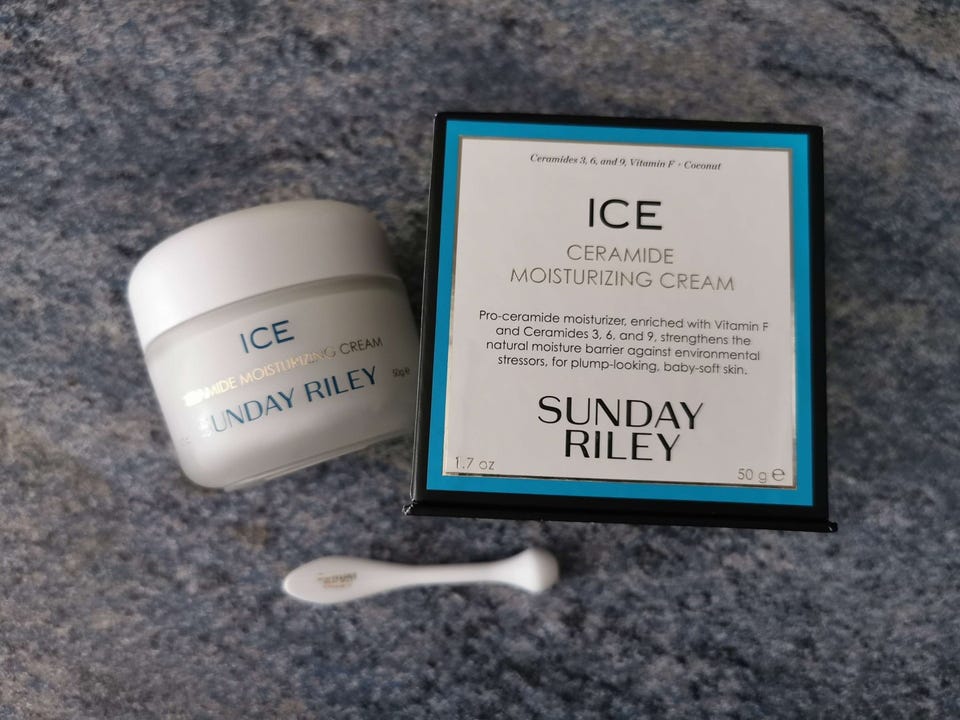 ICE
CERAMIDE MOISTURIZING CREAM
50g e
SUNDAY RILEY
Ceramides 3, 6, and 9, Vitamin F + Coconut
ICE
CERAMIDE
MOISTURIZING CREAM
Pro-ceramide moisturizer, enriched with Vitamin F
and Ceramides 3, 6, and 9, strengthens the
natural moisture barrier against environmental
stressors, for plump-looking, baby-soft skin.
SUNDAY
RILEY
1.7 oz
50 g ℮